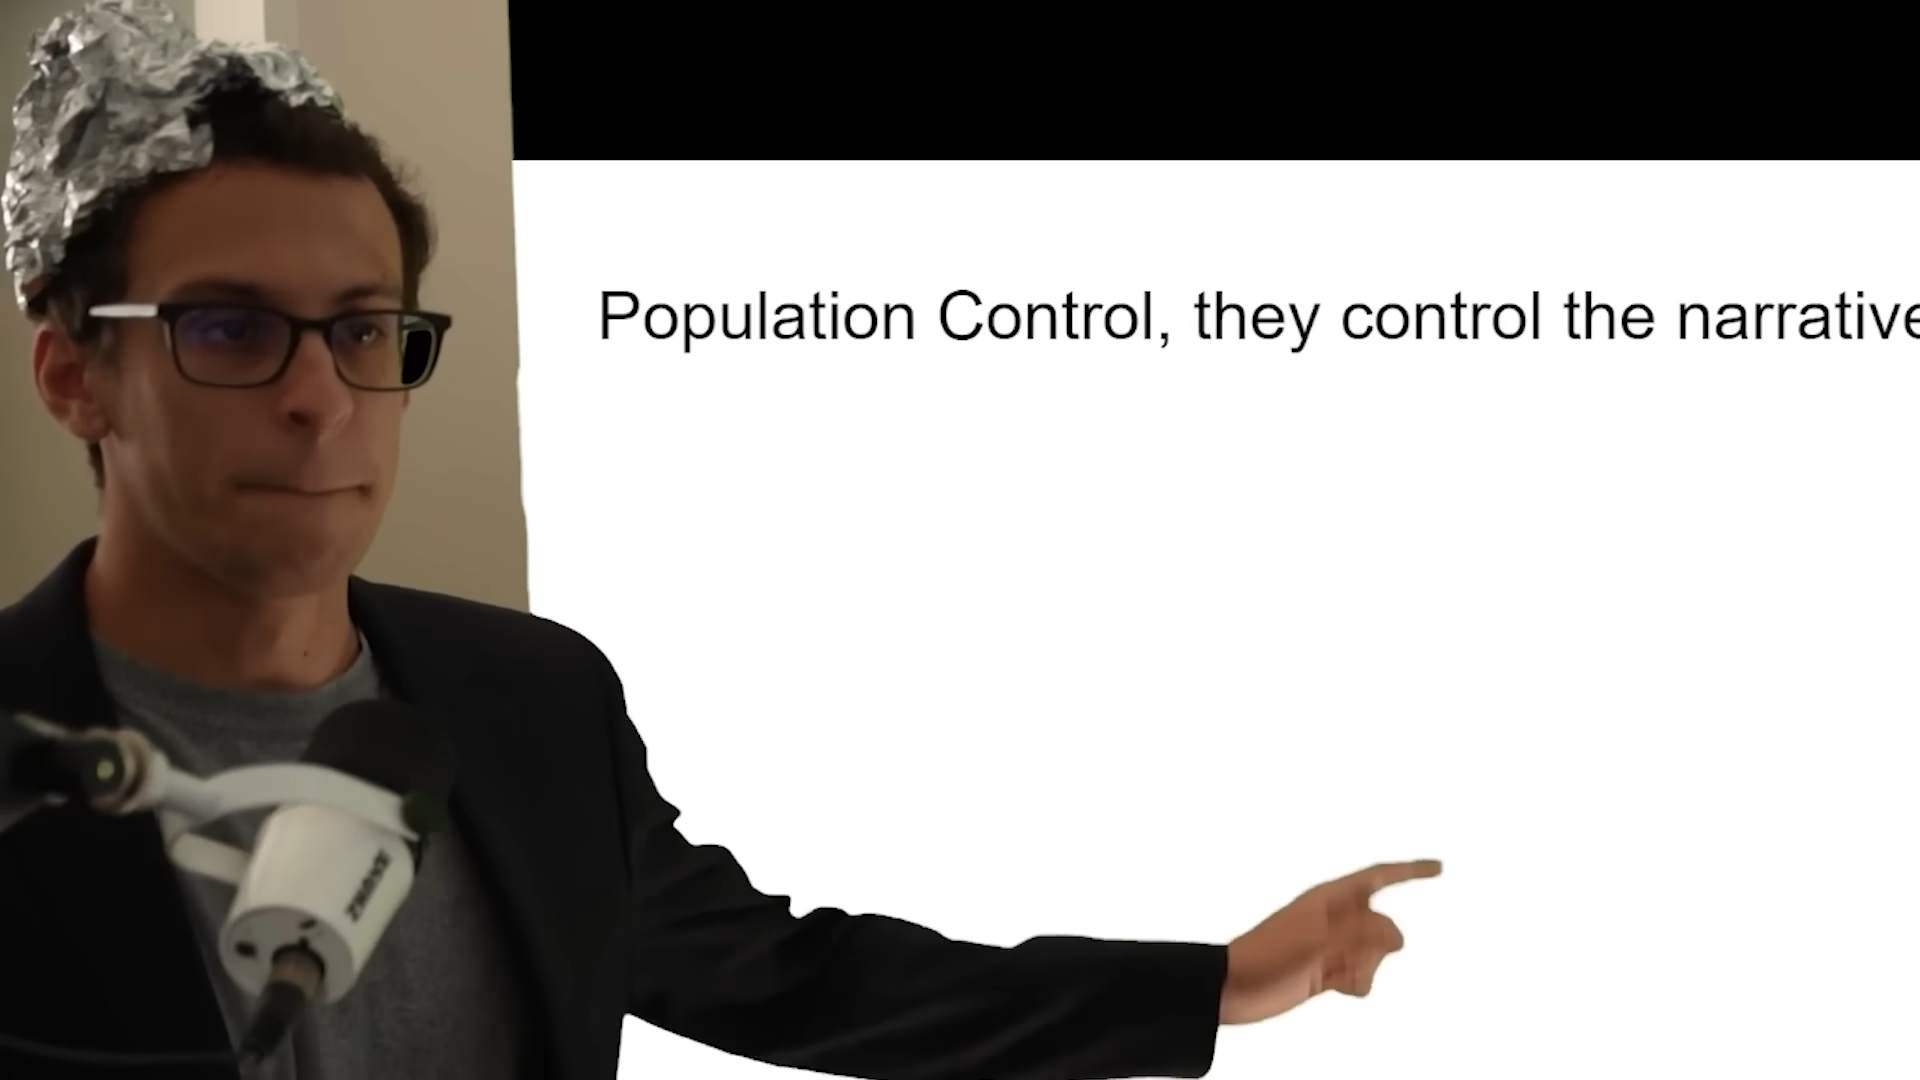 Population Control, they control the narrative